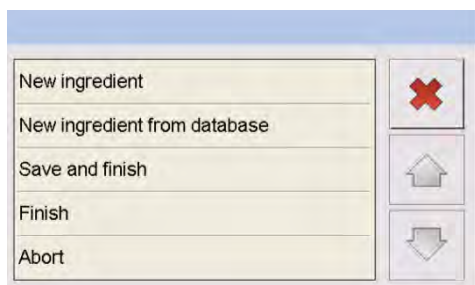 New ingredient
New ingredient from database
Save and finish
Finish
Abort